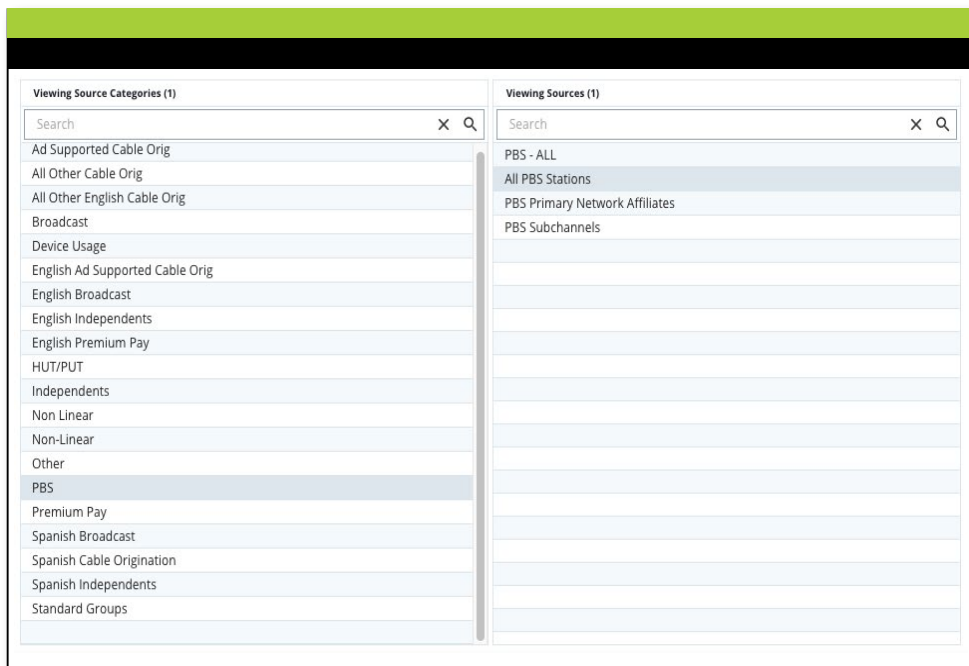 Viewing Source Categories (1)
Search
Ad Supported Cable Orig
All Other Cable Orig
All Other English Cable Orig
Broadcast
Device Usage
English Ad Supported Cable Orig
English Broadcast
English Independents
English Premium Pay
HUT/PUT
Independents
Non Linear
Non-Linear
Other
PBS
Premium Pay
Spanish Broadcast
Spanish Cable Origination
Spanish Independents
Standard Groups
Viewing Sources (1)
Search
PBS - ALL
All PBS Stations
PBS Primary Network Affiliates
PBS Subchannels